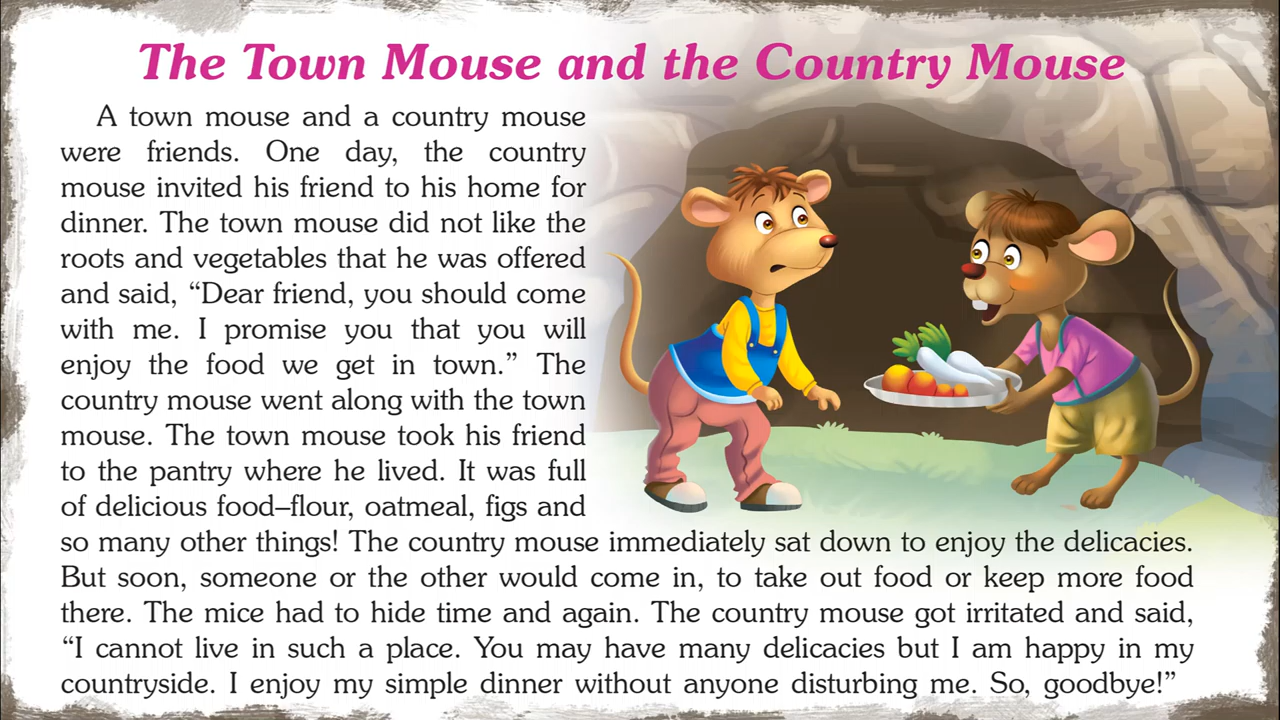 The Town Mouse and the Country Mouse
A town mouse and a country mouse
were friends. One day, the country
mouse invited his friend to his home for
dinner. The town mouse did not like the
roots and vegetables that he was offered
and said, “Dear friend, you should come
with me. I promise you that you will
enjoy the food we get in town.” The
country mouse went along with the town
mouse. The town mouse took his friend
to the pantry where he lived. It was full
of delicious food–flour, oatmeal, figs and
so many other things! The country mouse immediately sat down to enjoy the delicacies.
But soon, someone or the other would come in, to take out food or keep more food
there. The mice had to hide time and again. The country mouse got irritated and said,
“I cannot live in such a place. You may have many delicacies but I am happy in my
countryside. I enjoy my simple dinner without anyone disturbing me. So, goodbye!”